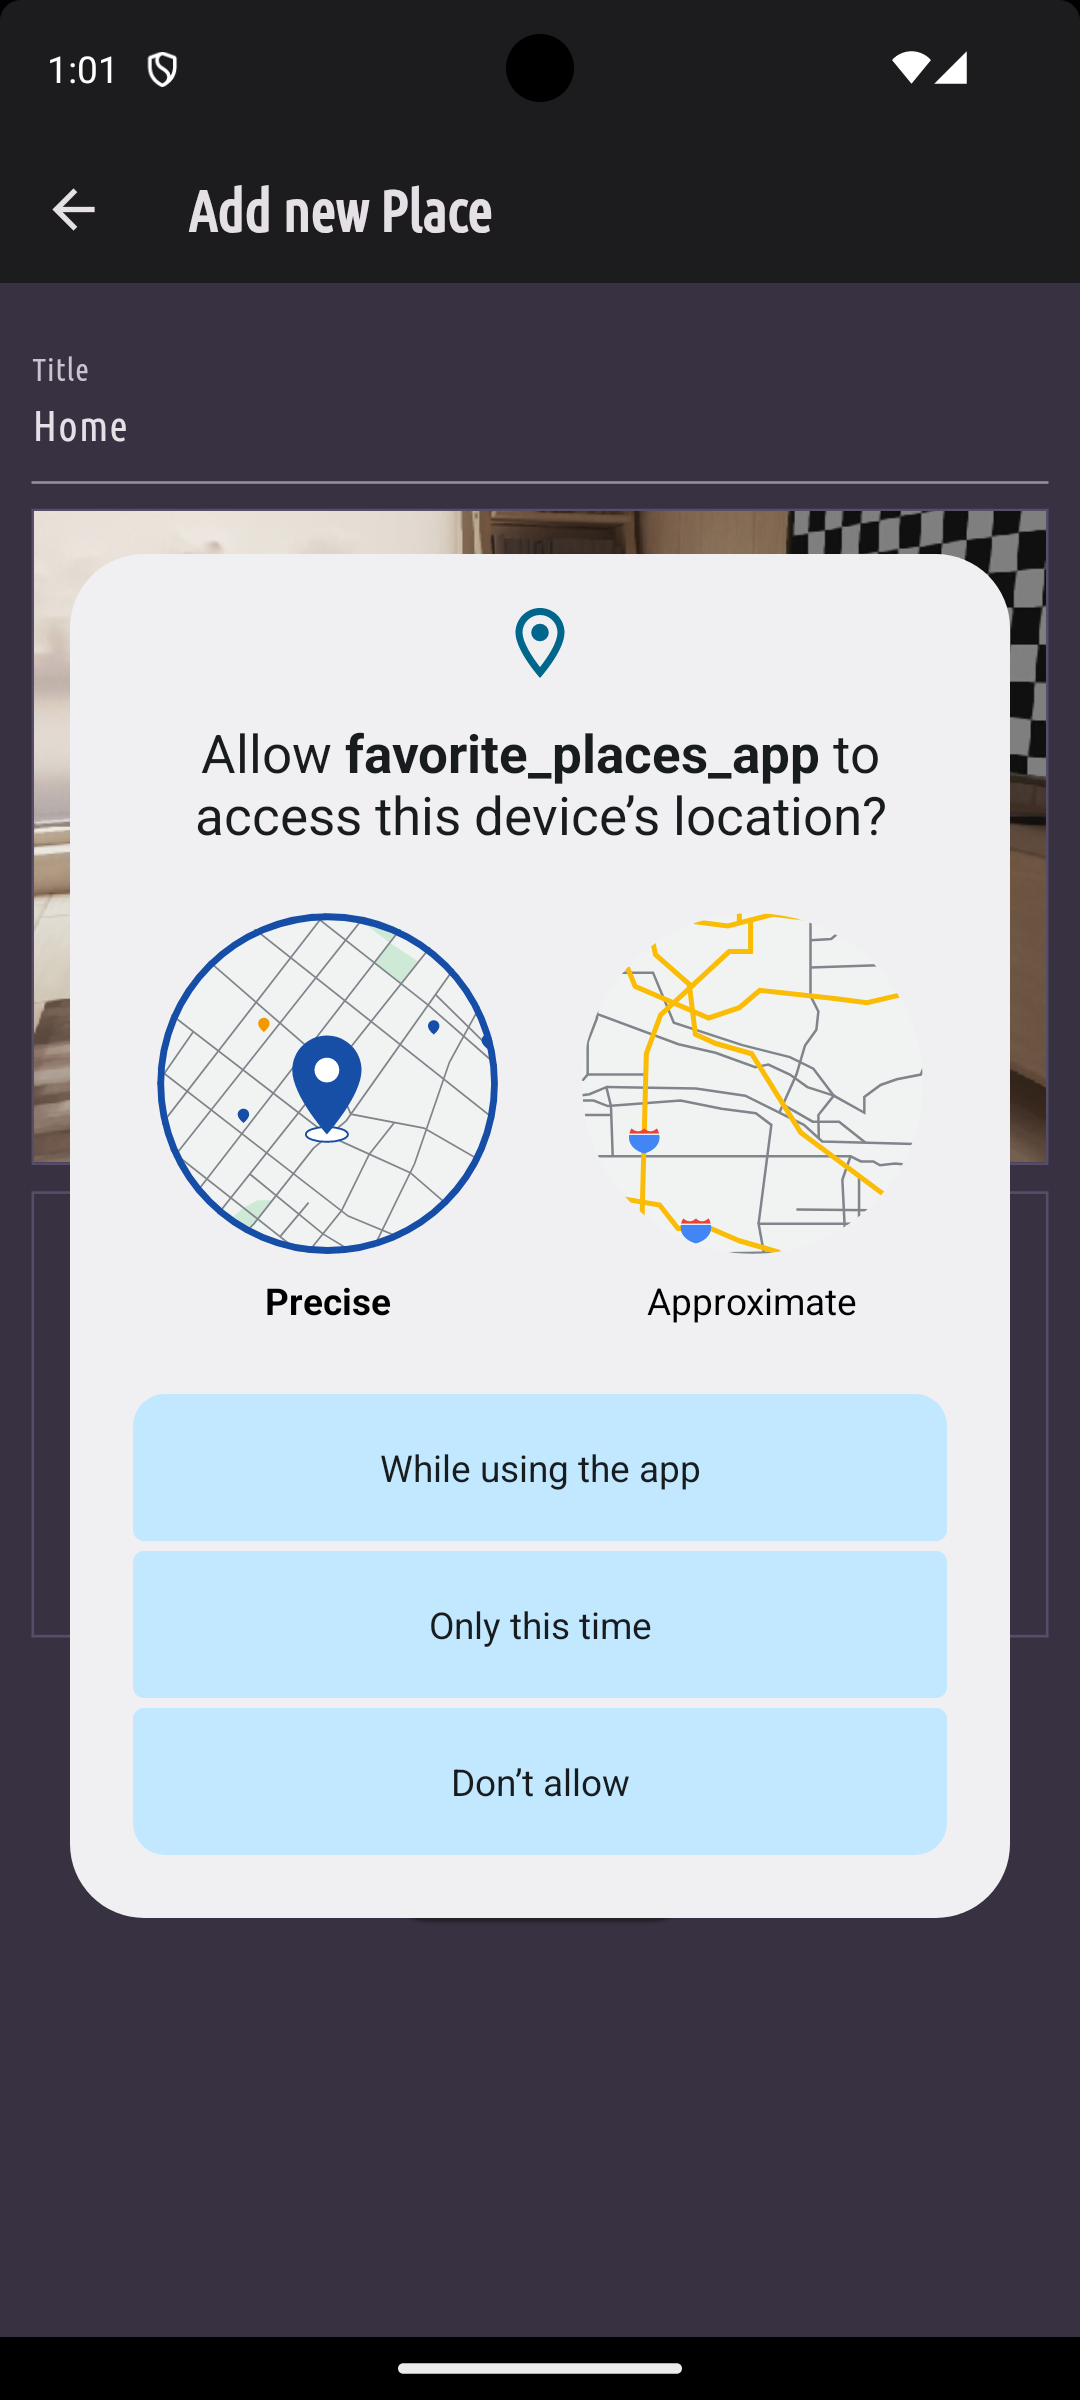 1:01
Add new Place
Title
Home
Allow favorite_places_app to
access this device’s location?
Precise
Approximate
While using the app
Only this time
Don’t allow